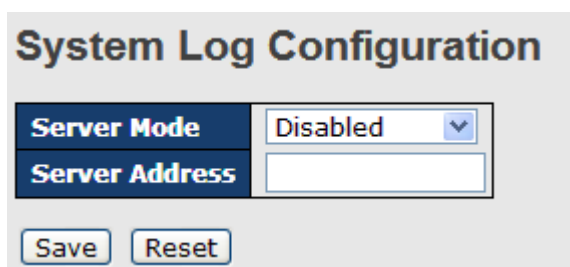 System Log Configuration
Server Mode Disabled
Server Address
Save Reset